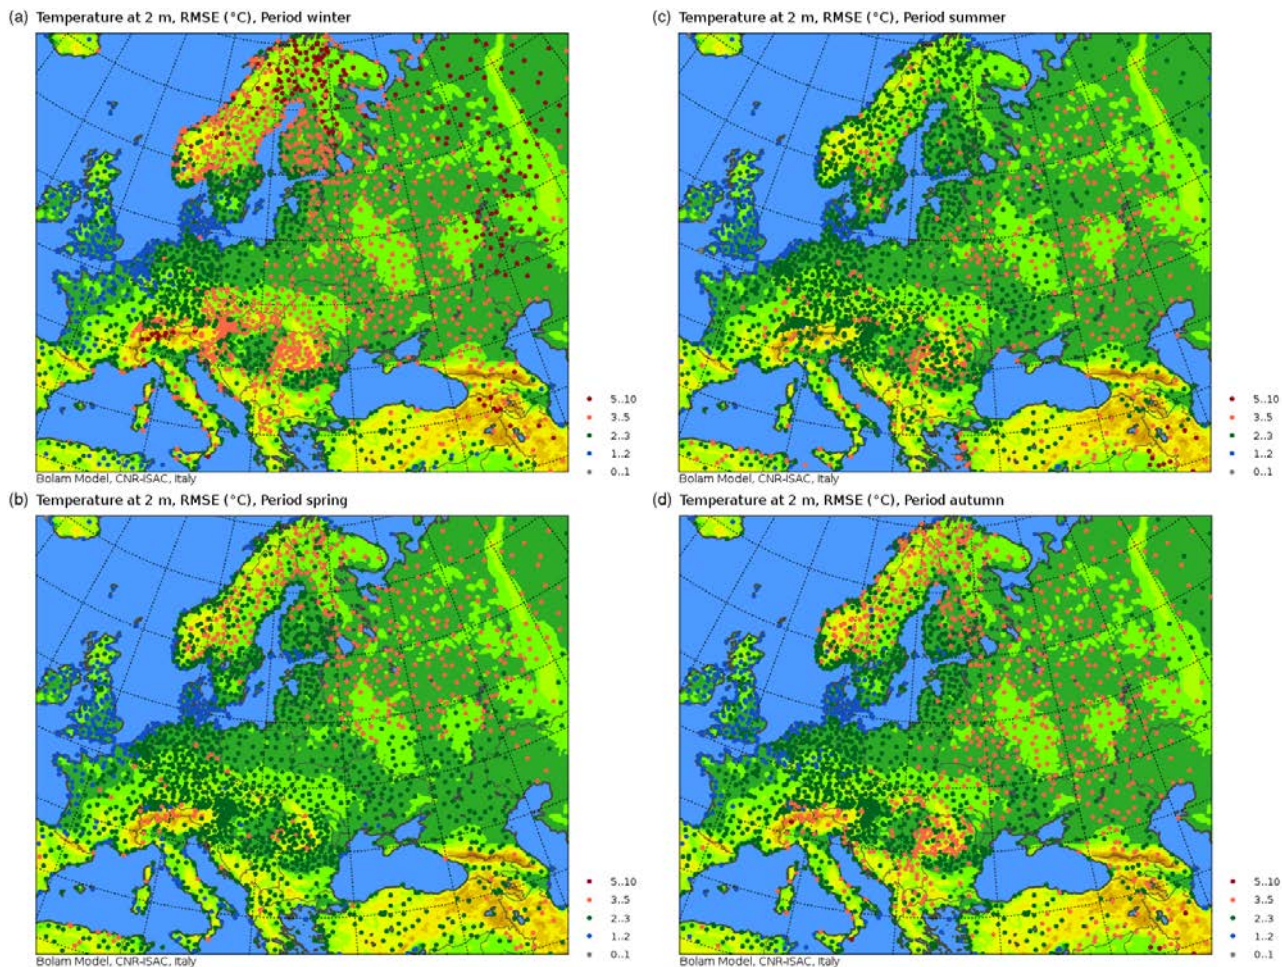 (a) Temperature at 2 m, RMSE (°C), Period winter
5..10
3..5
2..3
1..2
0..1
Bolam Model, CNR-ISAC, Italy
(c) Temperature at 2 m, RMSE (°C), Period summer
5..10
3..5
2..3
1..2
0..1
Bolam Model, CNR-ISAC, Italy
(b) Temperature at 2 m, RMSE (°C), Period spring
5..10
3..5
2..3
1..2
0..1
Bolam Model, CNR-ISAC, Italy
(d) Temperature at 2 m, RMSE (°C), Period autumn
5..10
3..5
2..3
1..2
0..1
Bolam Model, CNR-ISAC, Italy